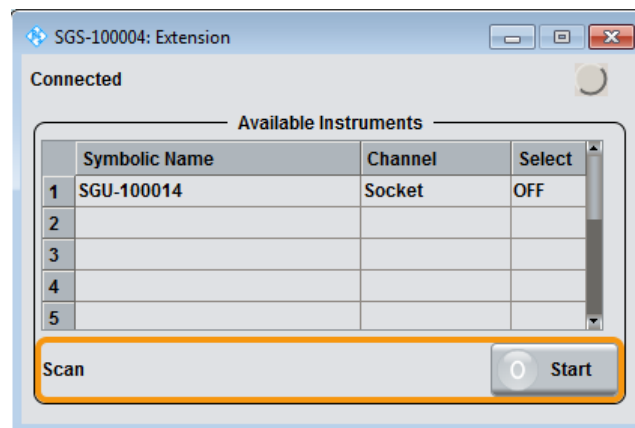 SGS-100004: Extension
Connected
Available Instruments
Symbolic Name Channel Select
1 SGU-100014 Socket OFF
2
3
4
5
Scan 0 Start